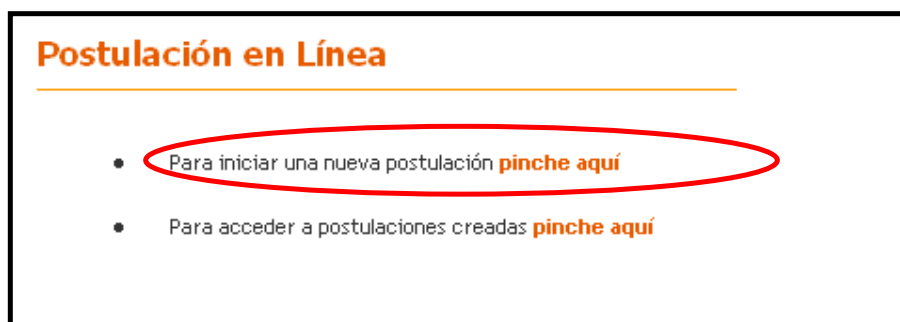 Postulación en Línea
Para iniciar una nueva postulación pinche aquí
Para acceder a postulaciones creadas pinche aquí